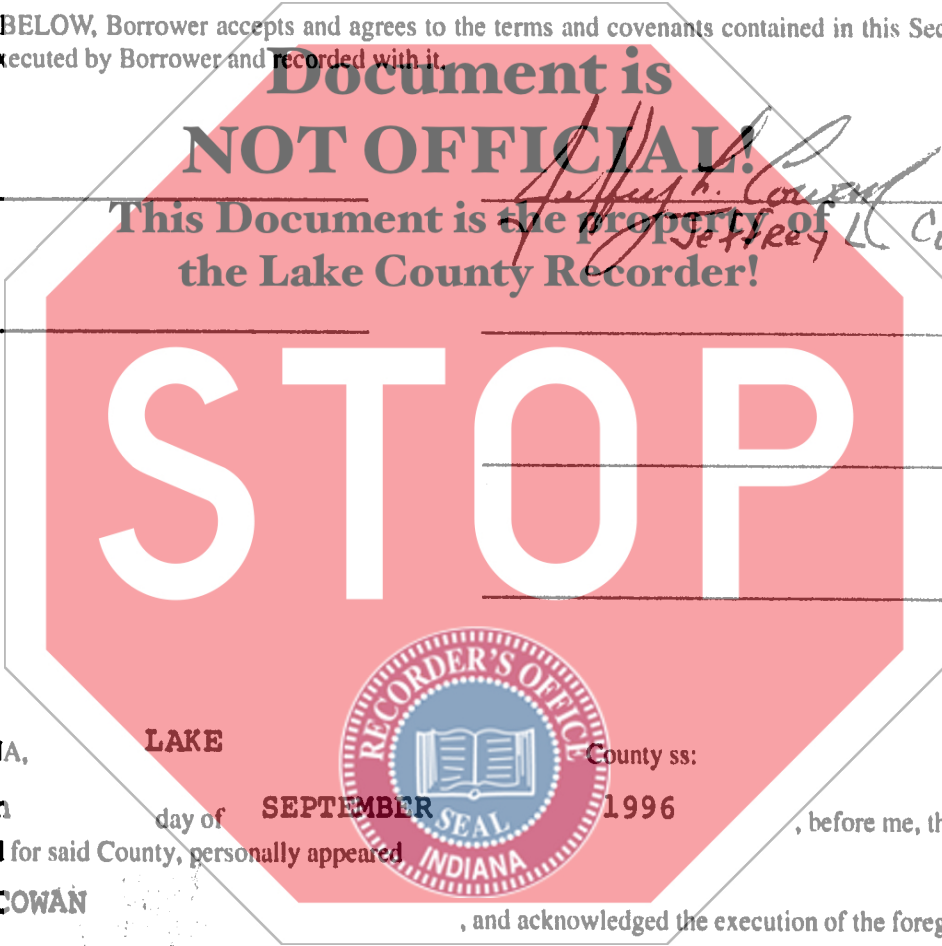 BELOW, Borrower accepts and agrees to the terms and covenants contained in this Sec
ecuted by Borrower and recorded with it.
Document is
NOT OFFICIAL!
Jeffrey L. Cowan
This Document is the property of
Jeffrey L Co
the Lake County Recorder!
STOP
RECORDER'S OFFICE
SEAL
INDIANA
A, LAKE County ss:
day of SEPTEMBER 1996 , before me, th
for said County, personally appeared
COWAN , and acknowledged the execution of the foreg